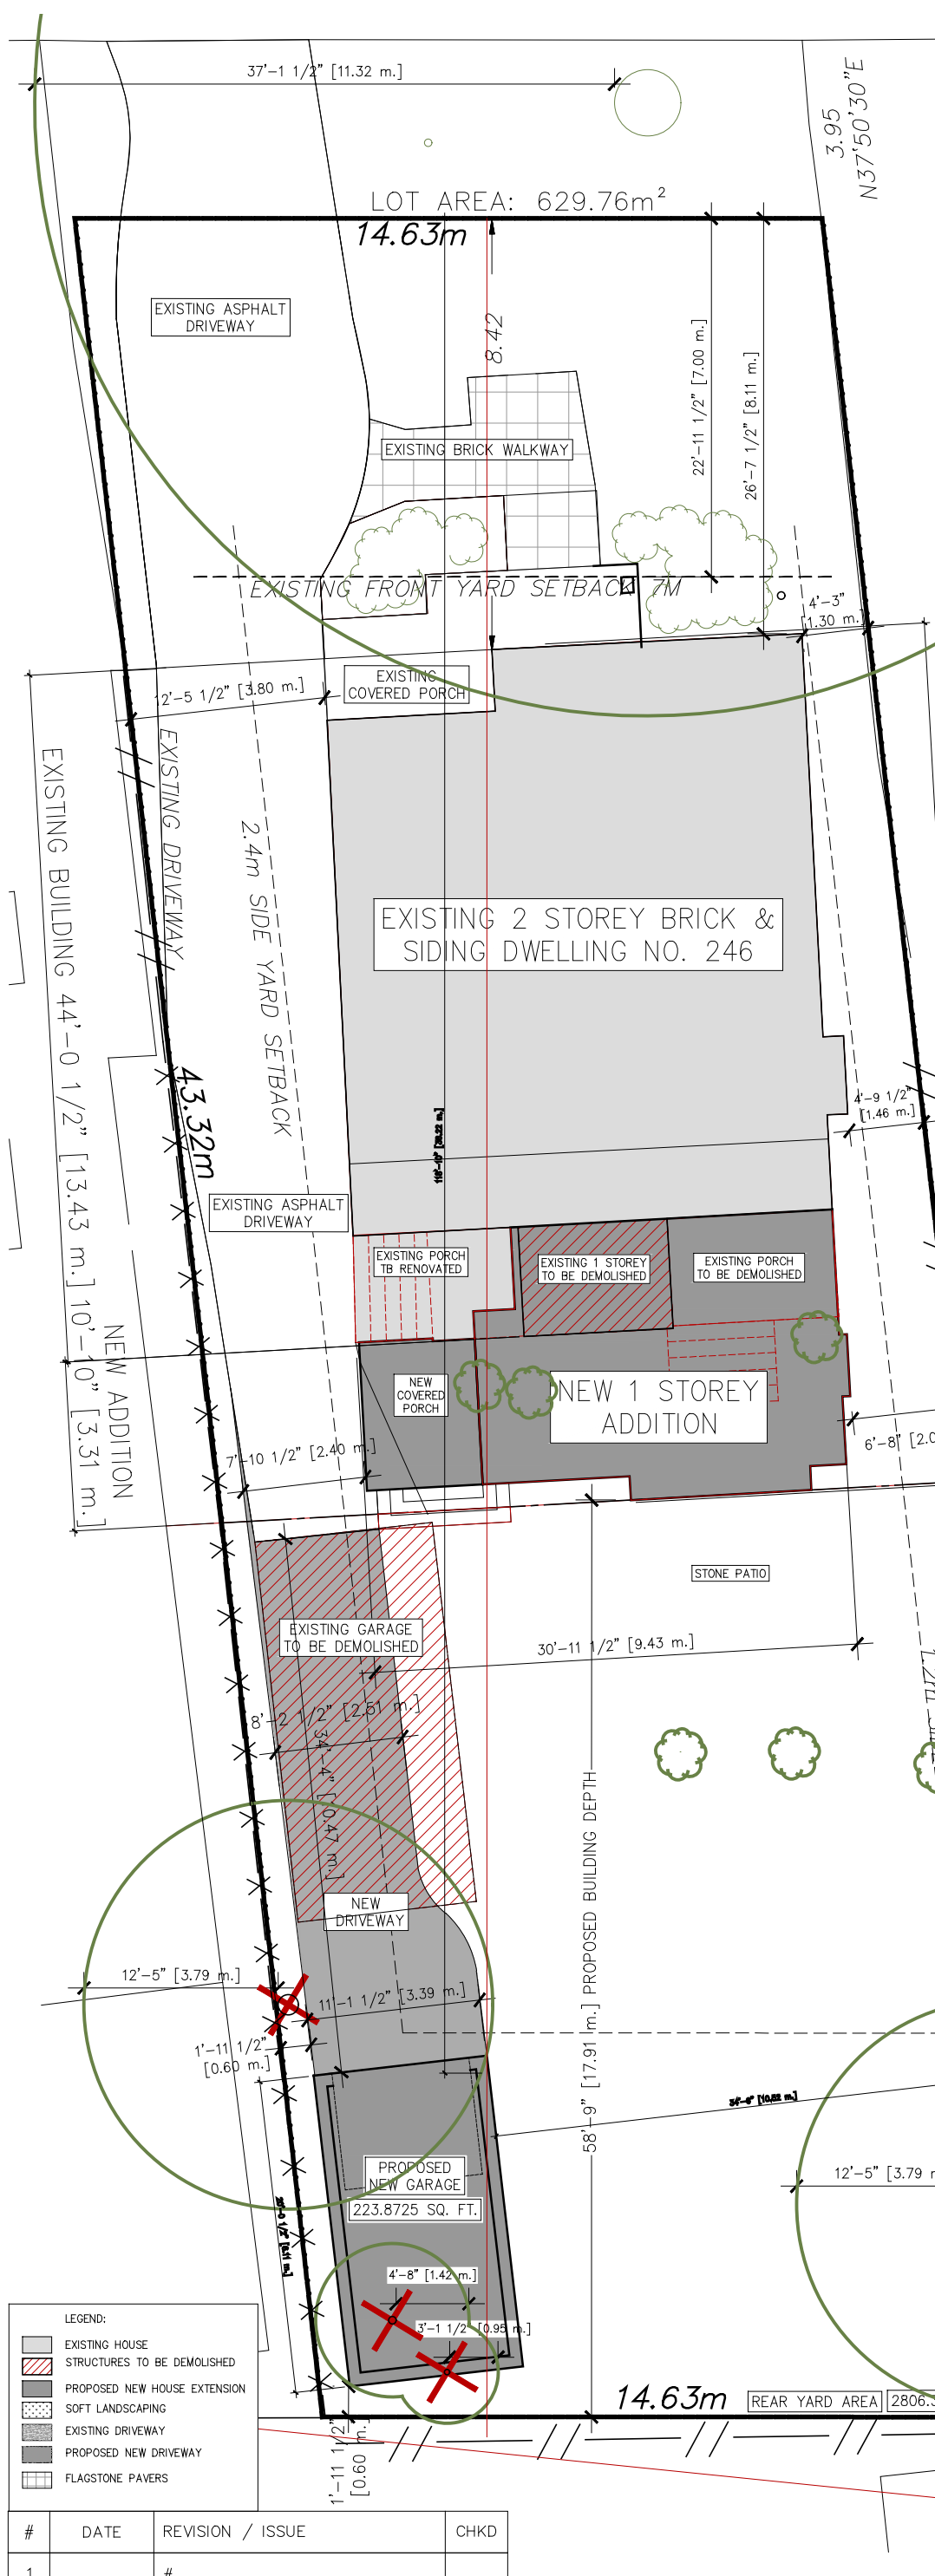 37'-1 1/2" [11.32 m.]
3.95
N37°50'30"E
LOT AREA: 629.76m²
14.63m
EXISTING ASPHALT
DRIVEWAY
8.42
22'-11 1/2" [7.00 m.]
26'-7 1/2" [8.11 m.]
EXISTING BRICK WALKWAY
EXISTING FRONT YARD SETBACK 7M
4'-3"
[1.30 m.]
EXISTING
COVERED PORCH
12'-5 1/2" [3.80 m.]
EXISTING DRIVEWAY
EXISTING BUILDING 44'-0 1/2" [13.43 m.]
2.4m SIDE YARD SETBACK
EXISTING 2 STOREY BRICK &
SIDING DWELLING NO. 246
43.32m
4'-9 1/2"
[1.46 m.]
EXISTING ASPHALT
DRIVEWAY
EXISTING PORCH
TB RENOVATED
EXISTING 1 STOREY
TO BE DEMOLISHED
EXISTING PORCH
TO BE DEMOLISHED
NEW ADDITION
10'-10" [3.31 m.]
NEW
COVERED
PORCH
NEW 1 STOREY
ADDITION
7'-10 1/2" [2.40 m.]
6'-8" [2.0
STONE PATIO
EXISTING GARAGE
TO BE DEMOLISHED
30'-11 1/2" [9.43 m.]
8'-2 1/2" [2.51 m.]
34'-4" [10.47 m.]
NEW
DRIVEWAY
58'-9" [17.91 m.] PROPOSED BUILDING DEPTH
12'-5" [3.79 m.]
11'-1 1/2" [3.39 m.]
1'-11 1/2"
[0.60 m.]
34'-6" [10.52 m.]
PROPOSED
NEW GARAGE
223.8725 SQ. FT.
12'-5" [3.79 m
4'-8" [1.42 m.]
3'-1 1/2" [0.95 m.]
14.63m
REAR YARD AREA
2806.
1'-11 1/2"
[0.60 m.]
LEGEND:
EXISTING HOUSE
STRUCTURES TO BE DEMOLISHED
PROPOSED NEW HOUSE EXTENSION
SOFT LANDSCAPING
EXISTING DRIVEWAY
PROPOSED NEW DRIVEWAY
FLAGSTONE PAVERS
# DATE REVISION / ISSUE CHKD
1 #